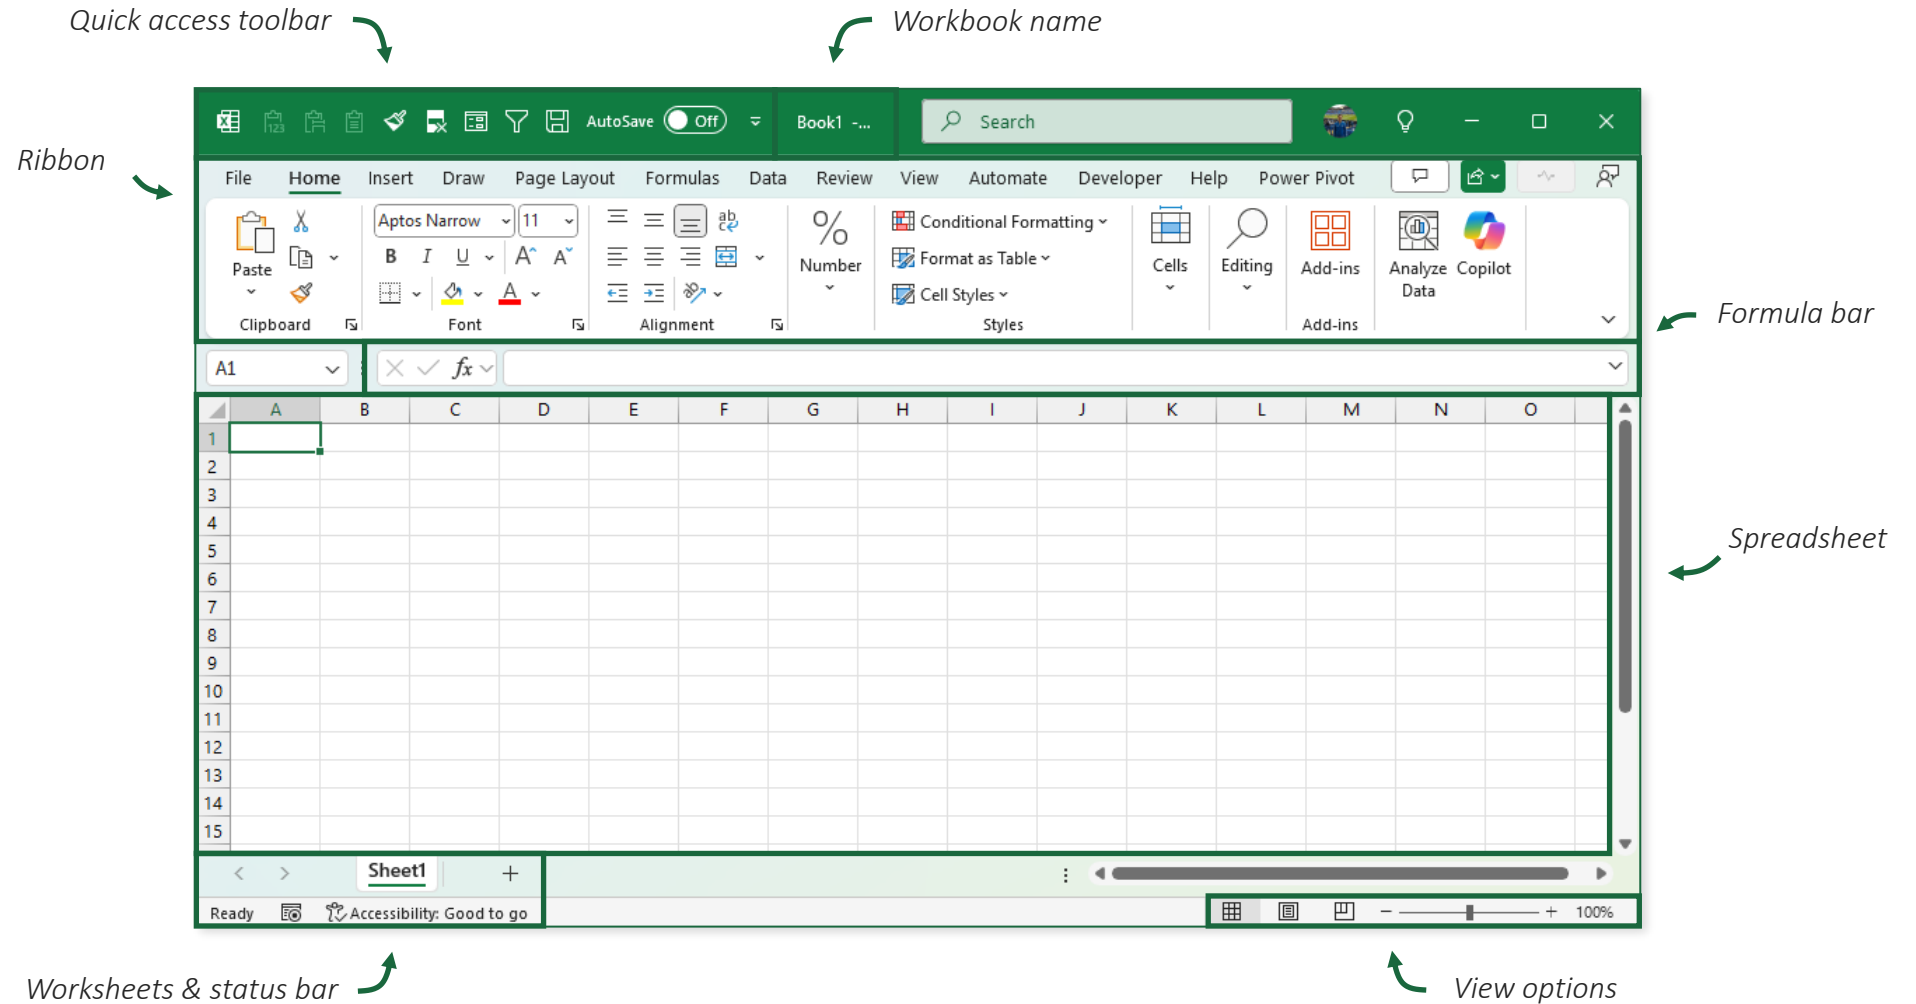 Quick access toolbar
Workbook name
AutoSave Off Book1 -... Search
Ribbon
File Home Insert Draw Page Layout Formulas Data Review View Automate Developer Help Power Pivot
Aptos Narrow 11 ab c Conditional Formatting
Paste B I U A A Number Format as Table Cells Editing Add-ins Analyze Data Copilot
A Cell Styles
Clipboard Font Alignment Styles Add-ins
Formula bar
A1 fx
A B C D E F G H I J K L M N O
1
2
3
4
5
Spreadsheet
6
7
8
9
10
11
12
13
14
15
Sheet1 +
Ready Accessibility: Good to go 100%
Worksheets & status bar
View options